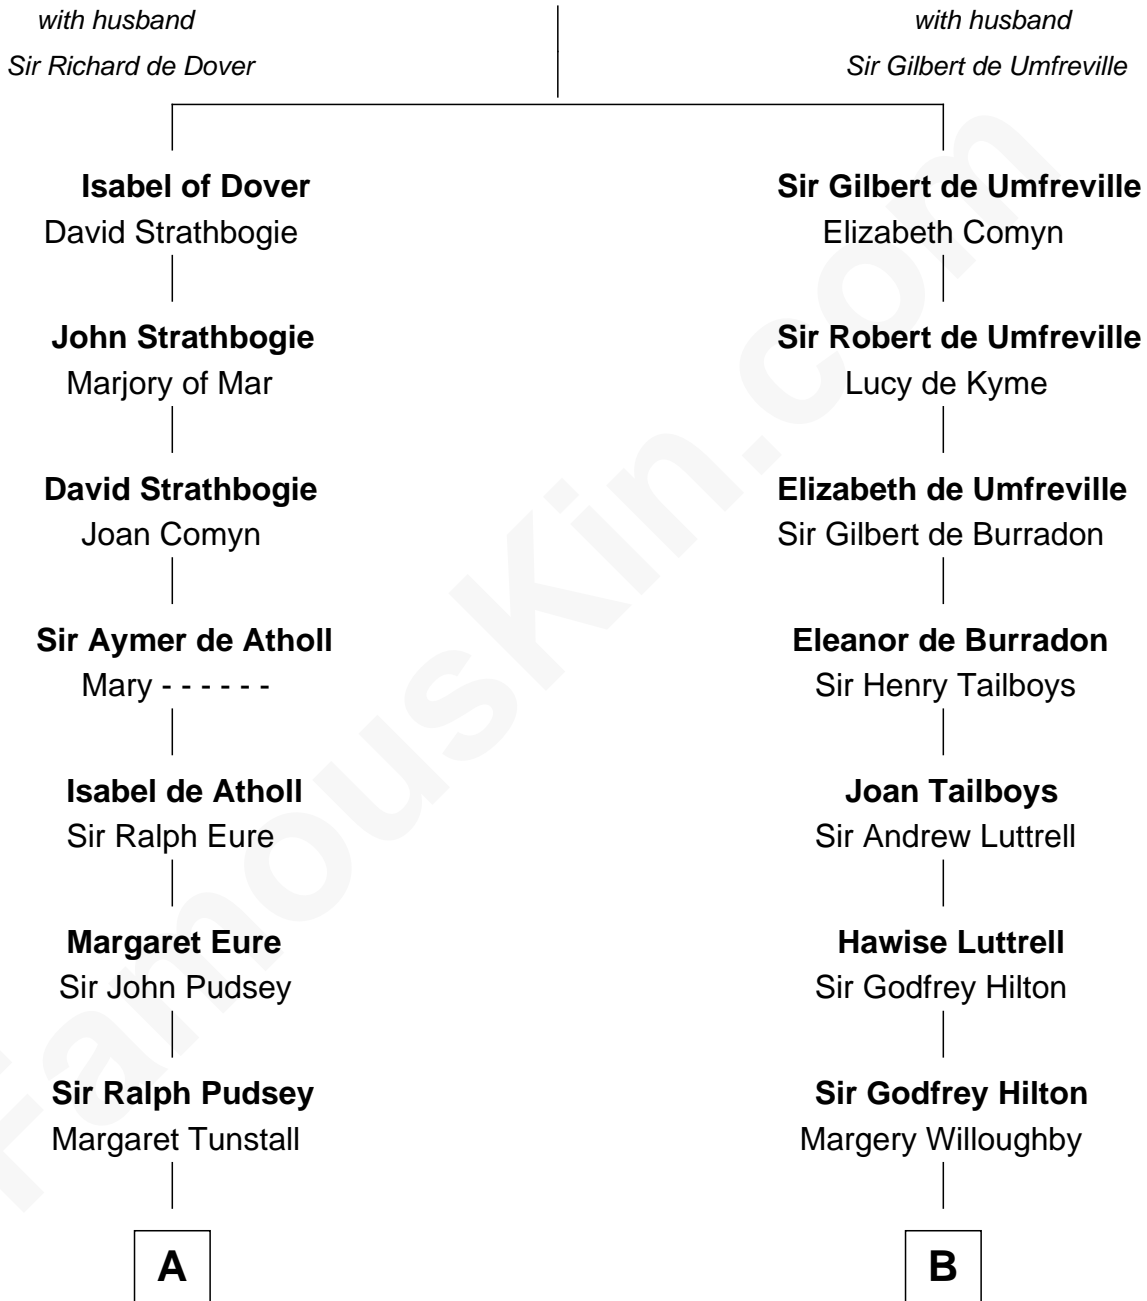 with husband
Sir Richard de Dover
with husband
Sir Gilbert de Umfreville
Isabel of Dover
David Strathbogie
Sir Gilbert de Umfreville
Elizabeth Comyn
John Strathbogie
Marjory of Mar
Sir Robert de Umfreville
Lucy de Kyme
David Strathbogie
Joan Comyn
Elizabeth de Umfreville
Sir Gilbert de Burradon
Sir Aymer de Atholl
Mary - - - - - -
Eleanor de Burradon
Sir Henry Tailboys
Isabel de Atholl
Sir Ralph Eure
Joan Tailboys
Sir Andrew Luttrell
Margaret Eure
Sir John Pudsey
Hawise Luttrell
Sir Godfrey Hilton
Sir Ralph Pudsey
Margaret Tunstall
Sir Godfrey Hilton
Margery Willoughby
A
B
FamousKin.com